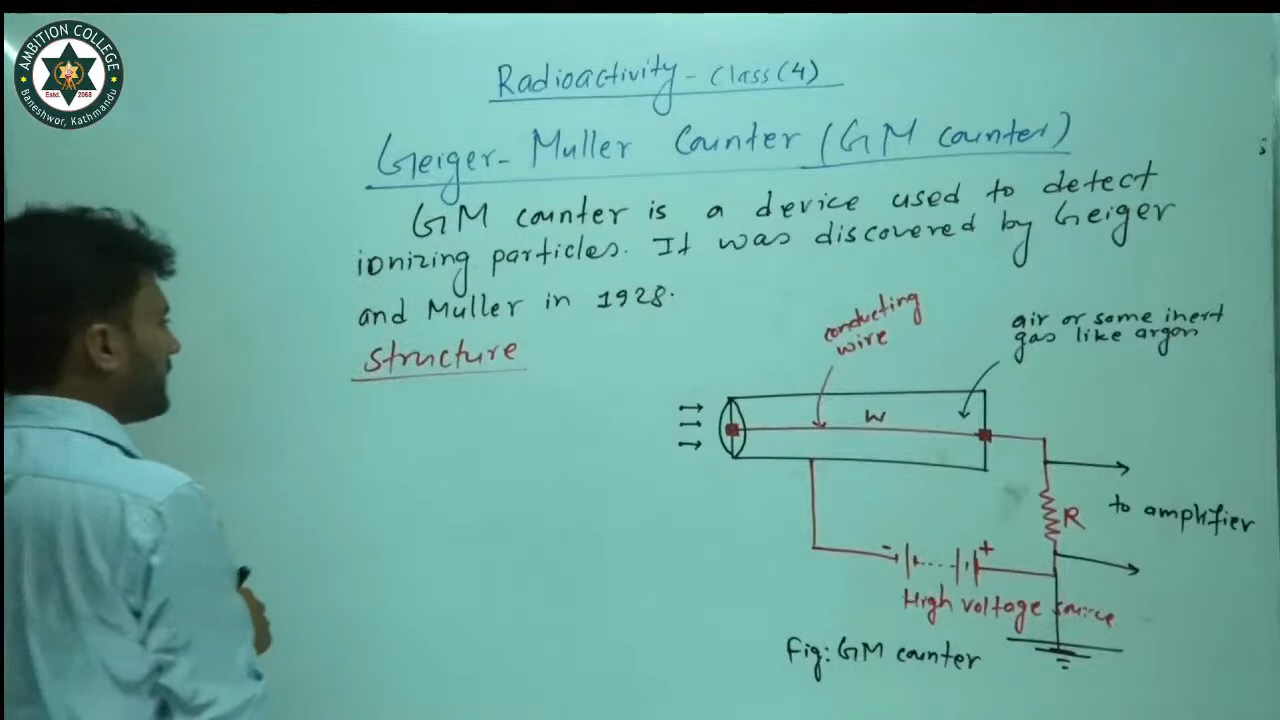 AMBITION COLLEGE
Estd. 2068
Baneshwor, Kathmandu
Radioactivity - Class(4)
Geiger-Muller Counter (GM counter)
GM counter is a device used to detect
ionizing particles. It was discovered by Geiger
and Muller in 1928.
Structure
conducting
wire
air or some inert
gas like argon
W
R
to amplifier
- +
High voltage source
Fig: GM counter